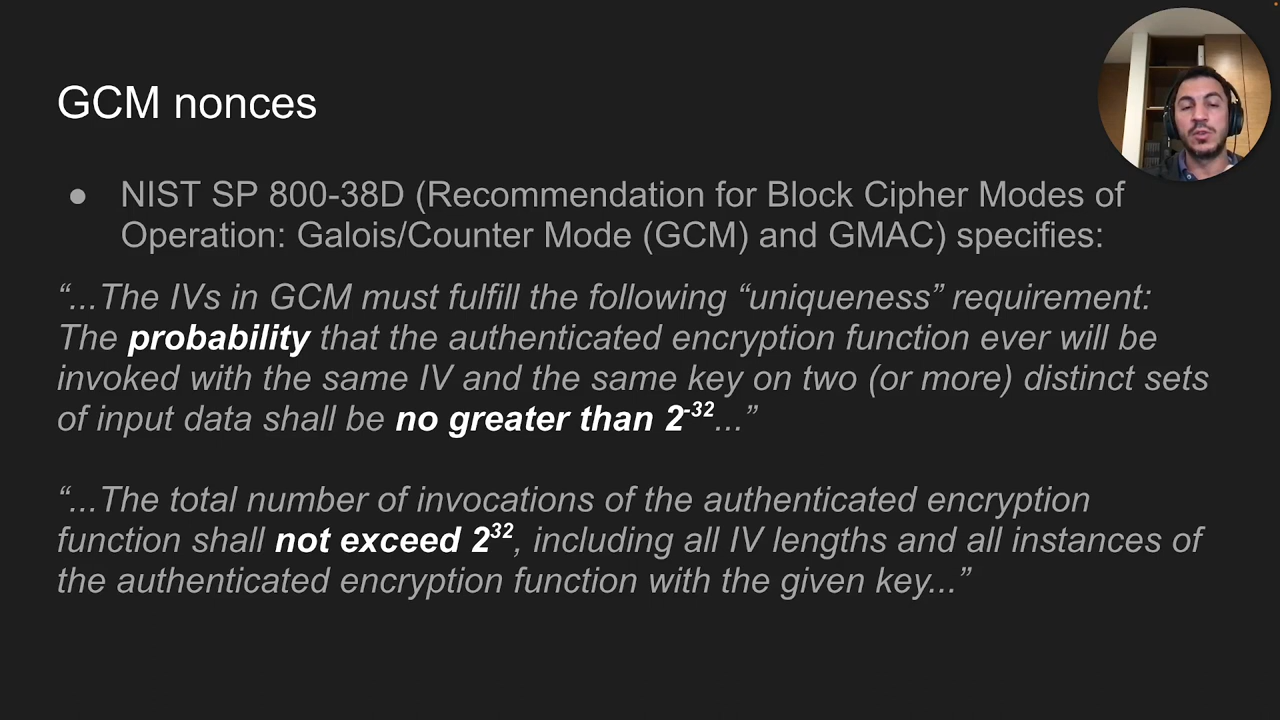 GCM nonces
● NIST SP 800-38D (Recommendation for Block Cipher Modes of
Operation: Galois/Counter Mode (GCM) and GMAC) specifies:
“...The IVs in GCM must fulfill the following “uniqueness” requirement:
The probability that the authenticated encryption function ever will be
invoked with the same IV and the same key on two (or more) distinct sets
of input data shall be no greater than 2⁻³²...”
“...The total number of invocations of the authenticated encryption
function shall not exceed 2³², including all IV lengths and all instances of
the authenticated encryption function with the given key...”